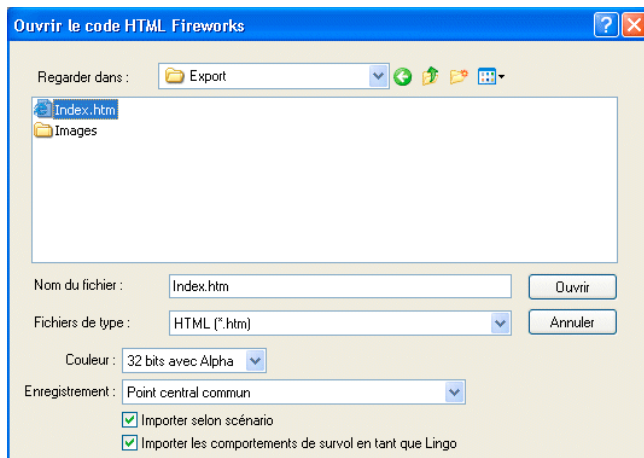 Ouvrir le code HTML Fireworks
Regarder dans : Export
Index.htm
Images
Nom du fichier : Index.htm Ouvrir
Fichiers de type : HTML (*.htm) Annuler
Couleur : 32 bits avec Alpha
Enregistrement : Point central commun
Importer selon scénario
Importer les comportements de survol en tant que Lingo